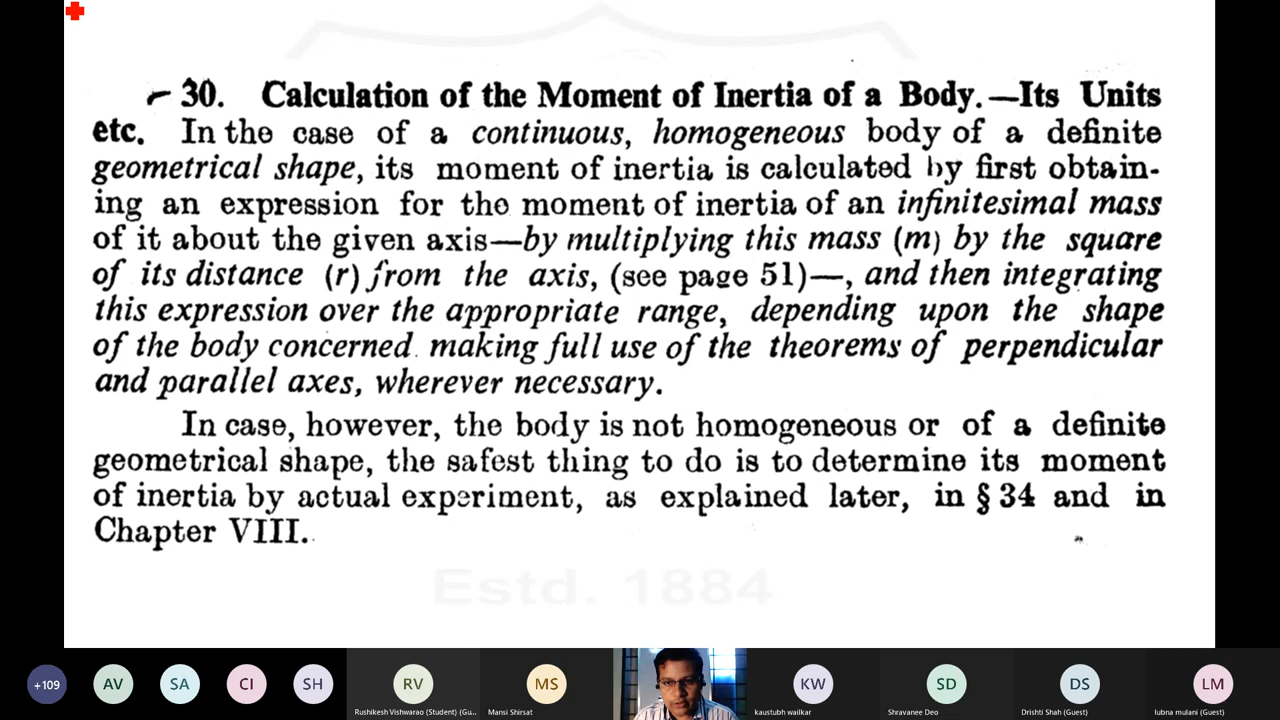 30. Calculation of the Moment of Inertia of a Body.—Its Units
etc. In the case of a continuous, homogeneous body of a definite
geometrical shape, its moment of inertia is calculated by first obtain-
ing an expression for the moment of inertia of an infinitesimal mass
of it about the given axis—by multiplying this mass (m) by the square
of its distance (r) from the axis, (see page 51)—, and then integrating
this expression over the appropriate range, depending upon the shape
of the body concerned. making full use of the theorems of perpendicular
and parallel axes, wherever necessary.
In case, however, the body is not homogeneous or of a definite
geometrical shape, the safest thing to do is to determine its moment
of inertia by actual experiment, as explained later, in § 34 and in
Chapter VIII.
Estd. 1884
+109 AV SA CI SH RV MS KW SD DS LM
Rushikesh Vishwarao (Student) (Gu... Mansi Shirsat kaustubh wailkar Shravanee Deo Drishti Shah (Guest) lubna mulani (Guest)